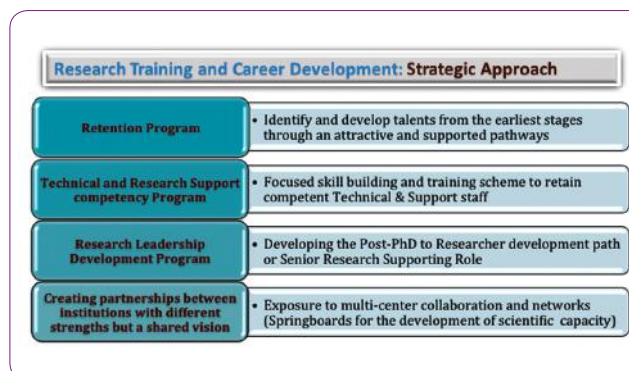 Research Training and Career Development: Strategic Approach
Retention Program
• Identify and develop talents from the earliest stages
through an attractive and supported pathways
Technical and Research Support
competency Program
• Focused skill building and training scheme to retain
competent Technical & Support staff
Research Leadership
Development Program
• Developing the Post-PhD to Researcher development path
or Senior Research Supporting Role
Creating partnerships between
institutions with different
strengths but a shared vision
• Exposure to multi-center collaboration and networks
(Springboards for the development of scientific capacity)